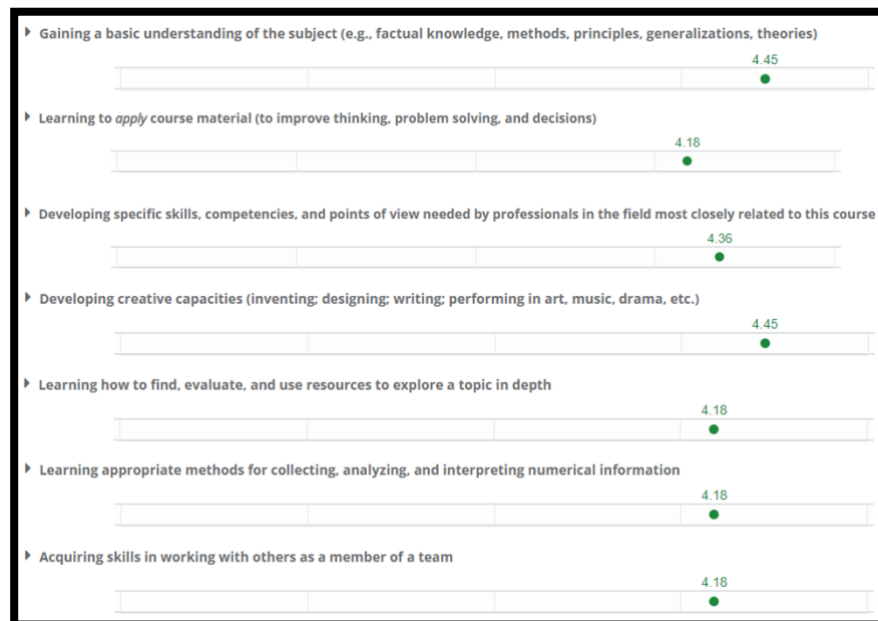 Gaining a basic understanding of the subject (e.g., factual knowledge, methods, principles, generalizations, theories)
4.45
Learning to apply course material (to improve thinking, problem solving, and decisions)
4.18
Developing specific skills, competencies, and points of view needed by professionals in the field most closely related to this course
4.36
Developing creative capacities (inventing; designing; writing; performing in art, music, drama, etc.)
4.45
Learning how to find, evaluate, and use resources to explore a topic in depth
4.18
Learning appropriate methods for collecting, analyzing, and interpreting numerical information
4.18
Acquiring skills in working with others as a member of a team
4.18